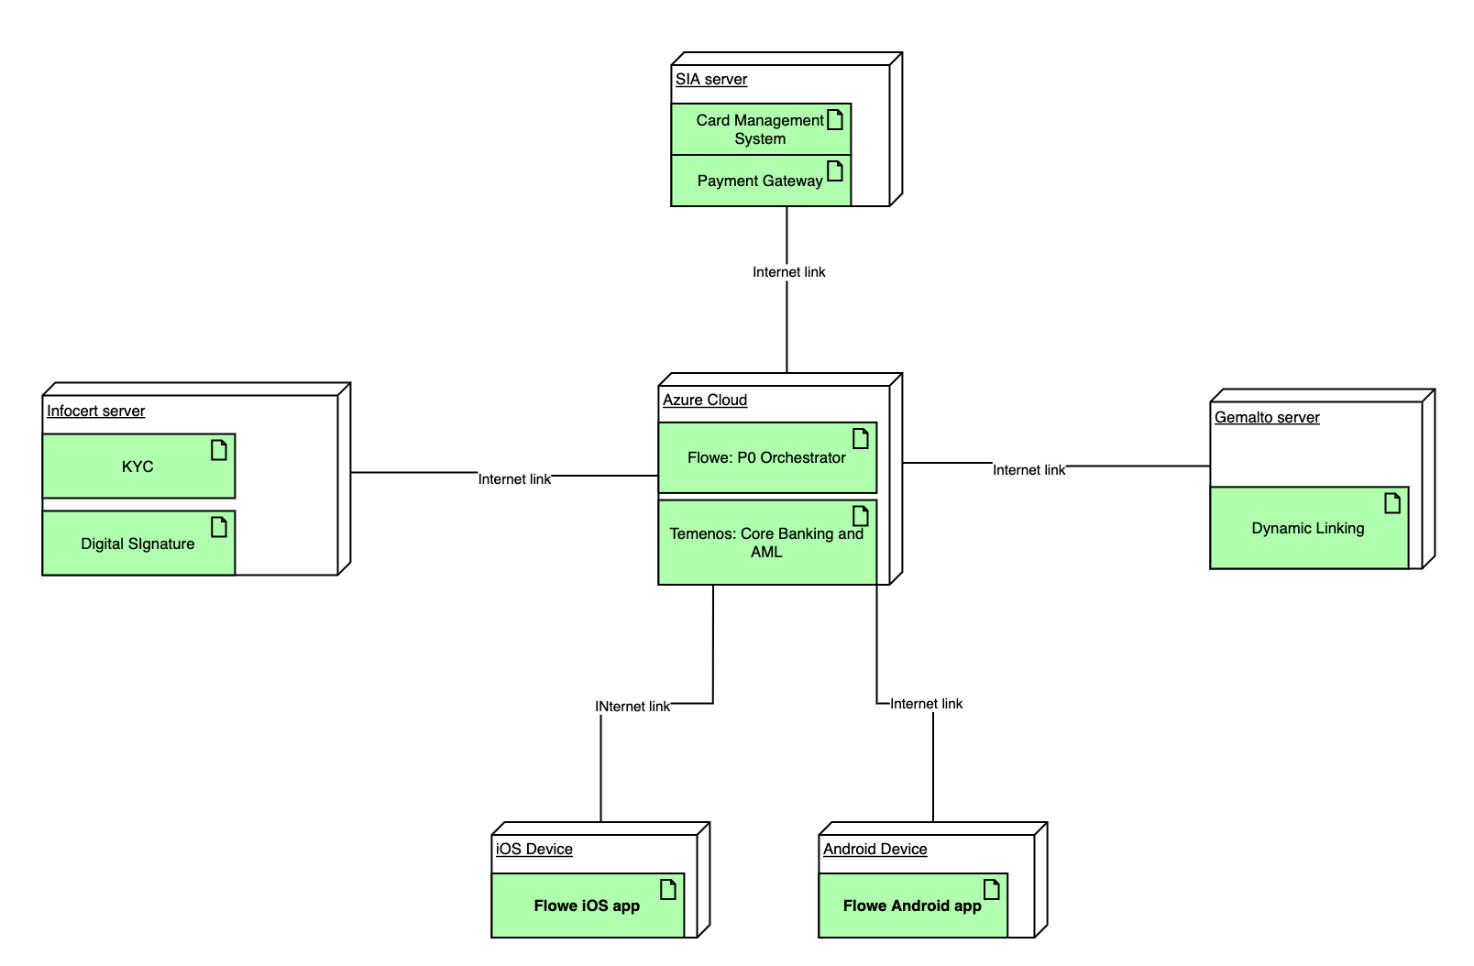 SIA server
Card Management
System
Payment Gateway
Internet link
Infocert server
KYC
Digital SIgnature
Internet link
Azure Cloud
Flowe: P0 Orchestrator
Temenos: Core Banking and
AML
Internet link
Gemalto server
Dynamic Linking
INternet link
Internet link
iOS Device
Flowe iOS app
Android Device
Flowe Android app